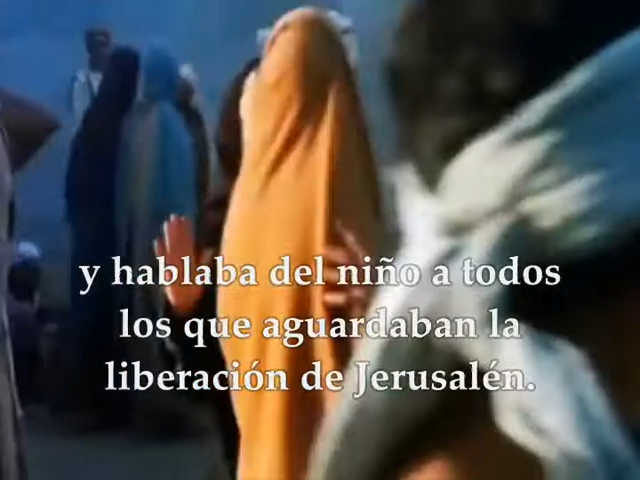 y hablaba del niño a todos
los que aguardaban la
liberación de Jerusalén.